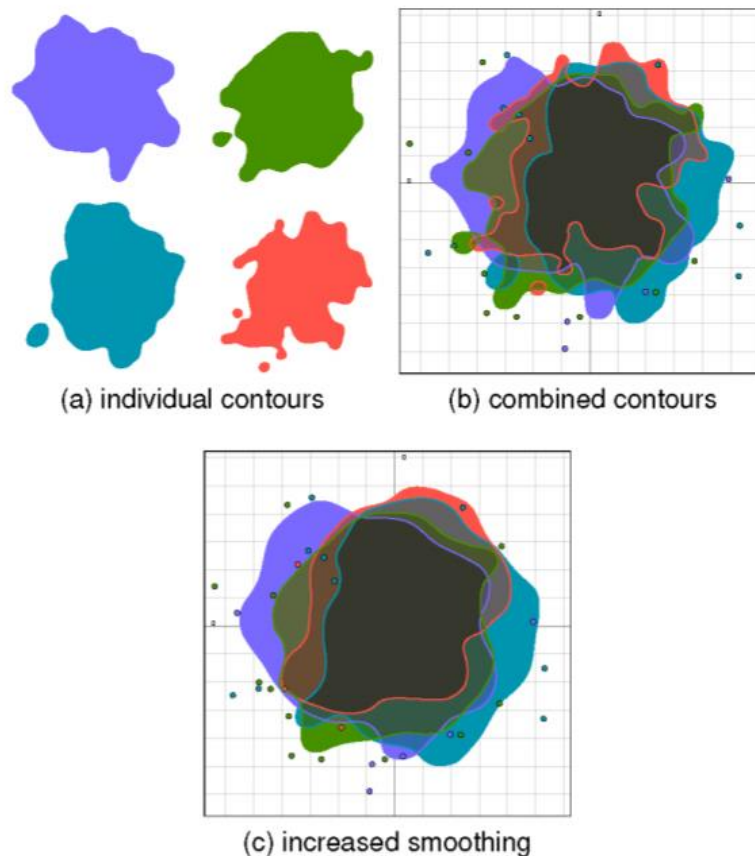 (a) individual contours
(b) combined contours
(c) increased smoothing